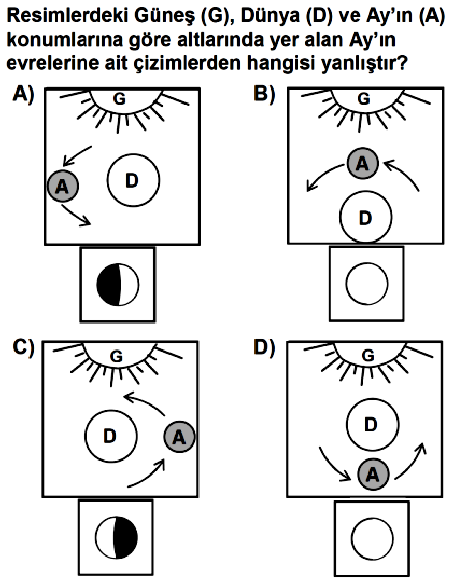 Resimlerdeki Güneş (G), Dünya (D) ve Ay’ın (A)
konumlarına göre altlarında yer alan Ay’ın
evrelerine ait çizimlerden hangisi yanlıştır?
A)
G
D
A
B)
G
A
D
C)
G
D
A
D)
G
D
A